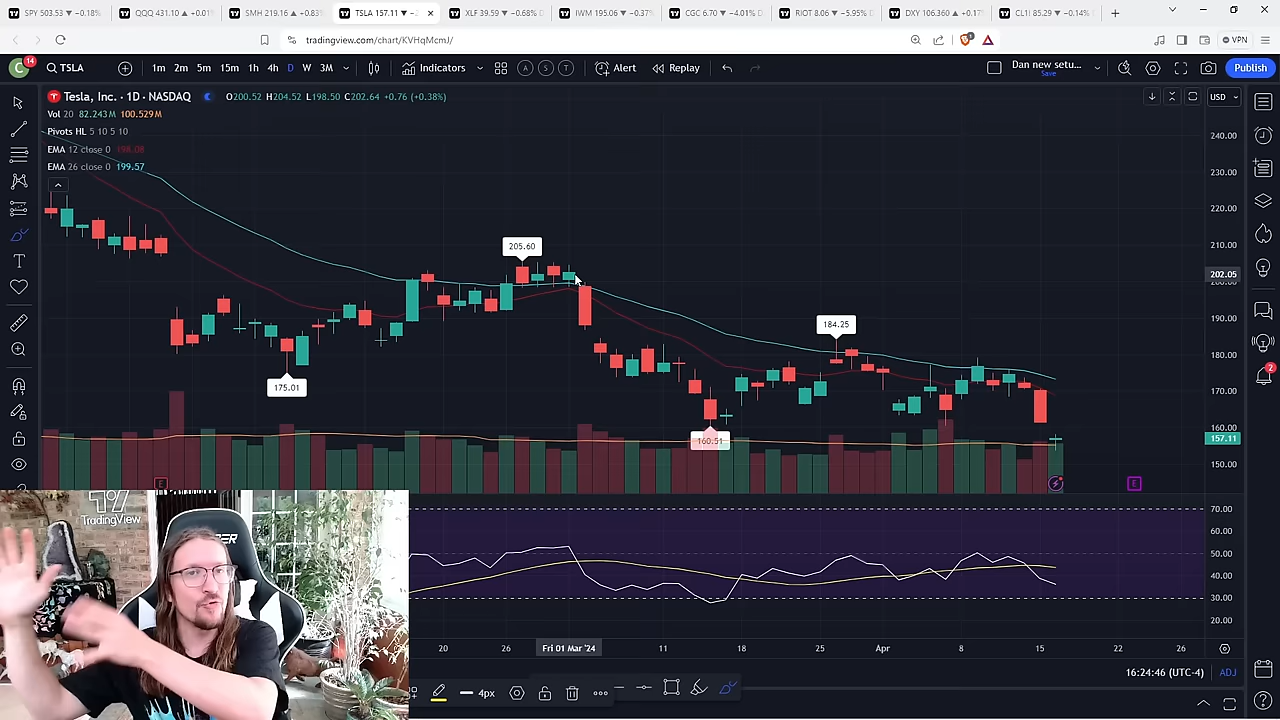 SPY 503.53 ▼ −0.18%
QQQ 431.10 ▲ +0.01
SMH 219.16 ▲ +0.83
TSLA 157.11 ▼ −
XLF 39.59 ▼ −0.68%
IWM 195.06 ▼ −0.37
CGC 6.70 ▼ −4.01%
RIOT 8.06 ▼ −5.95%
DXY 106.360 ▲ +0.1
CL1! 85.29 ▼ −0.14%
tradingview.com/chart/KVHqMcmJ/
VPN
C 14 TSLA 1m 2m 5m 15m 1h 4h D W 3M Indicators A S T Alert Replay Dan new setu... Save Publish
Tesla, Inc. · 1D · NASDAQ O200.52 H204.52 L198.50 C202.64 +0.76 (+0.38%) USD
Vol 20 82.243M 100.529M
Pivots HL 5 10 5 10
EMA 12 close 0 198.08
EMA 26 close 0 199.57
240.00
230.00
220.00
210.00
202.05
200.00
190.00
180.00
170.00
160.00
157.11
150.00
205.60
184.25
175.01
160.51
2
E
E
TradingView
70.00
60.00
50.00
40.00
30.00
20.00
20 26 Fri 01 Mar '24 11 18 25 Apr 8 15 22 26
16:24:46 (UTC-4) ADJ
4px